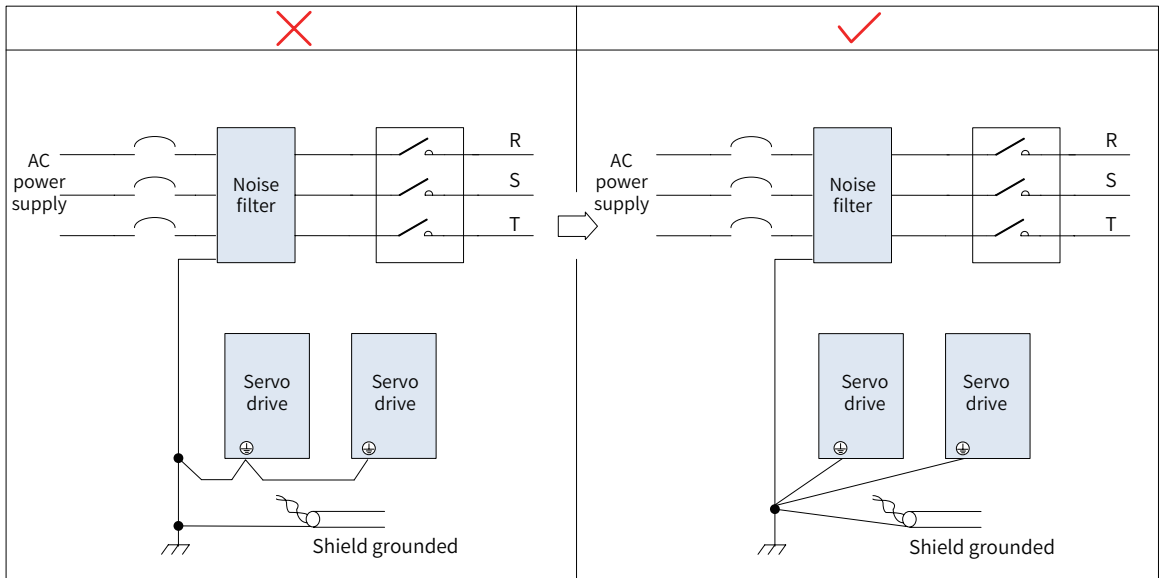 R
AC
power
supply
Noise
filter
S
T
Servo
drive
Servo
drive
Shield grounded
R
AC
power
supply
Noise
filter
S
T
Servo
drive
Servo
drive
Shield grounded